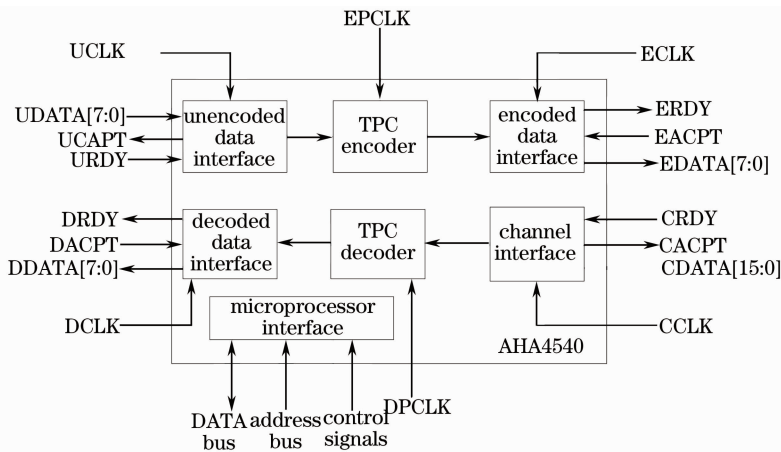 EPCLK
UCLK
ECLK
UDATA[7:0]
UCAPT
URDY
unencoded
data
interface
TPC
encoder
encoded
data
interface
ERDY
EACPT
EDATA[7:0]
DRDY
DACPT
DDATA[7:0]
decoded
data
interface
TPC
decoder
channel
interface
CRDY
CACPT
CDATA[15:0]
DCLK
microprocessor
interface
AHA4540
CCLK
DATA
bus
address
bus
control
signals
DPCLK